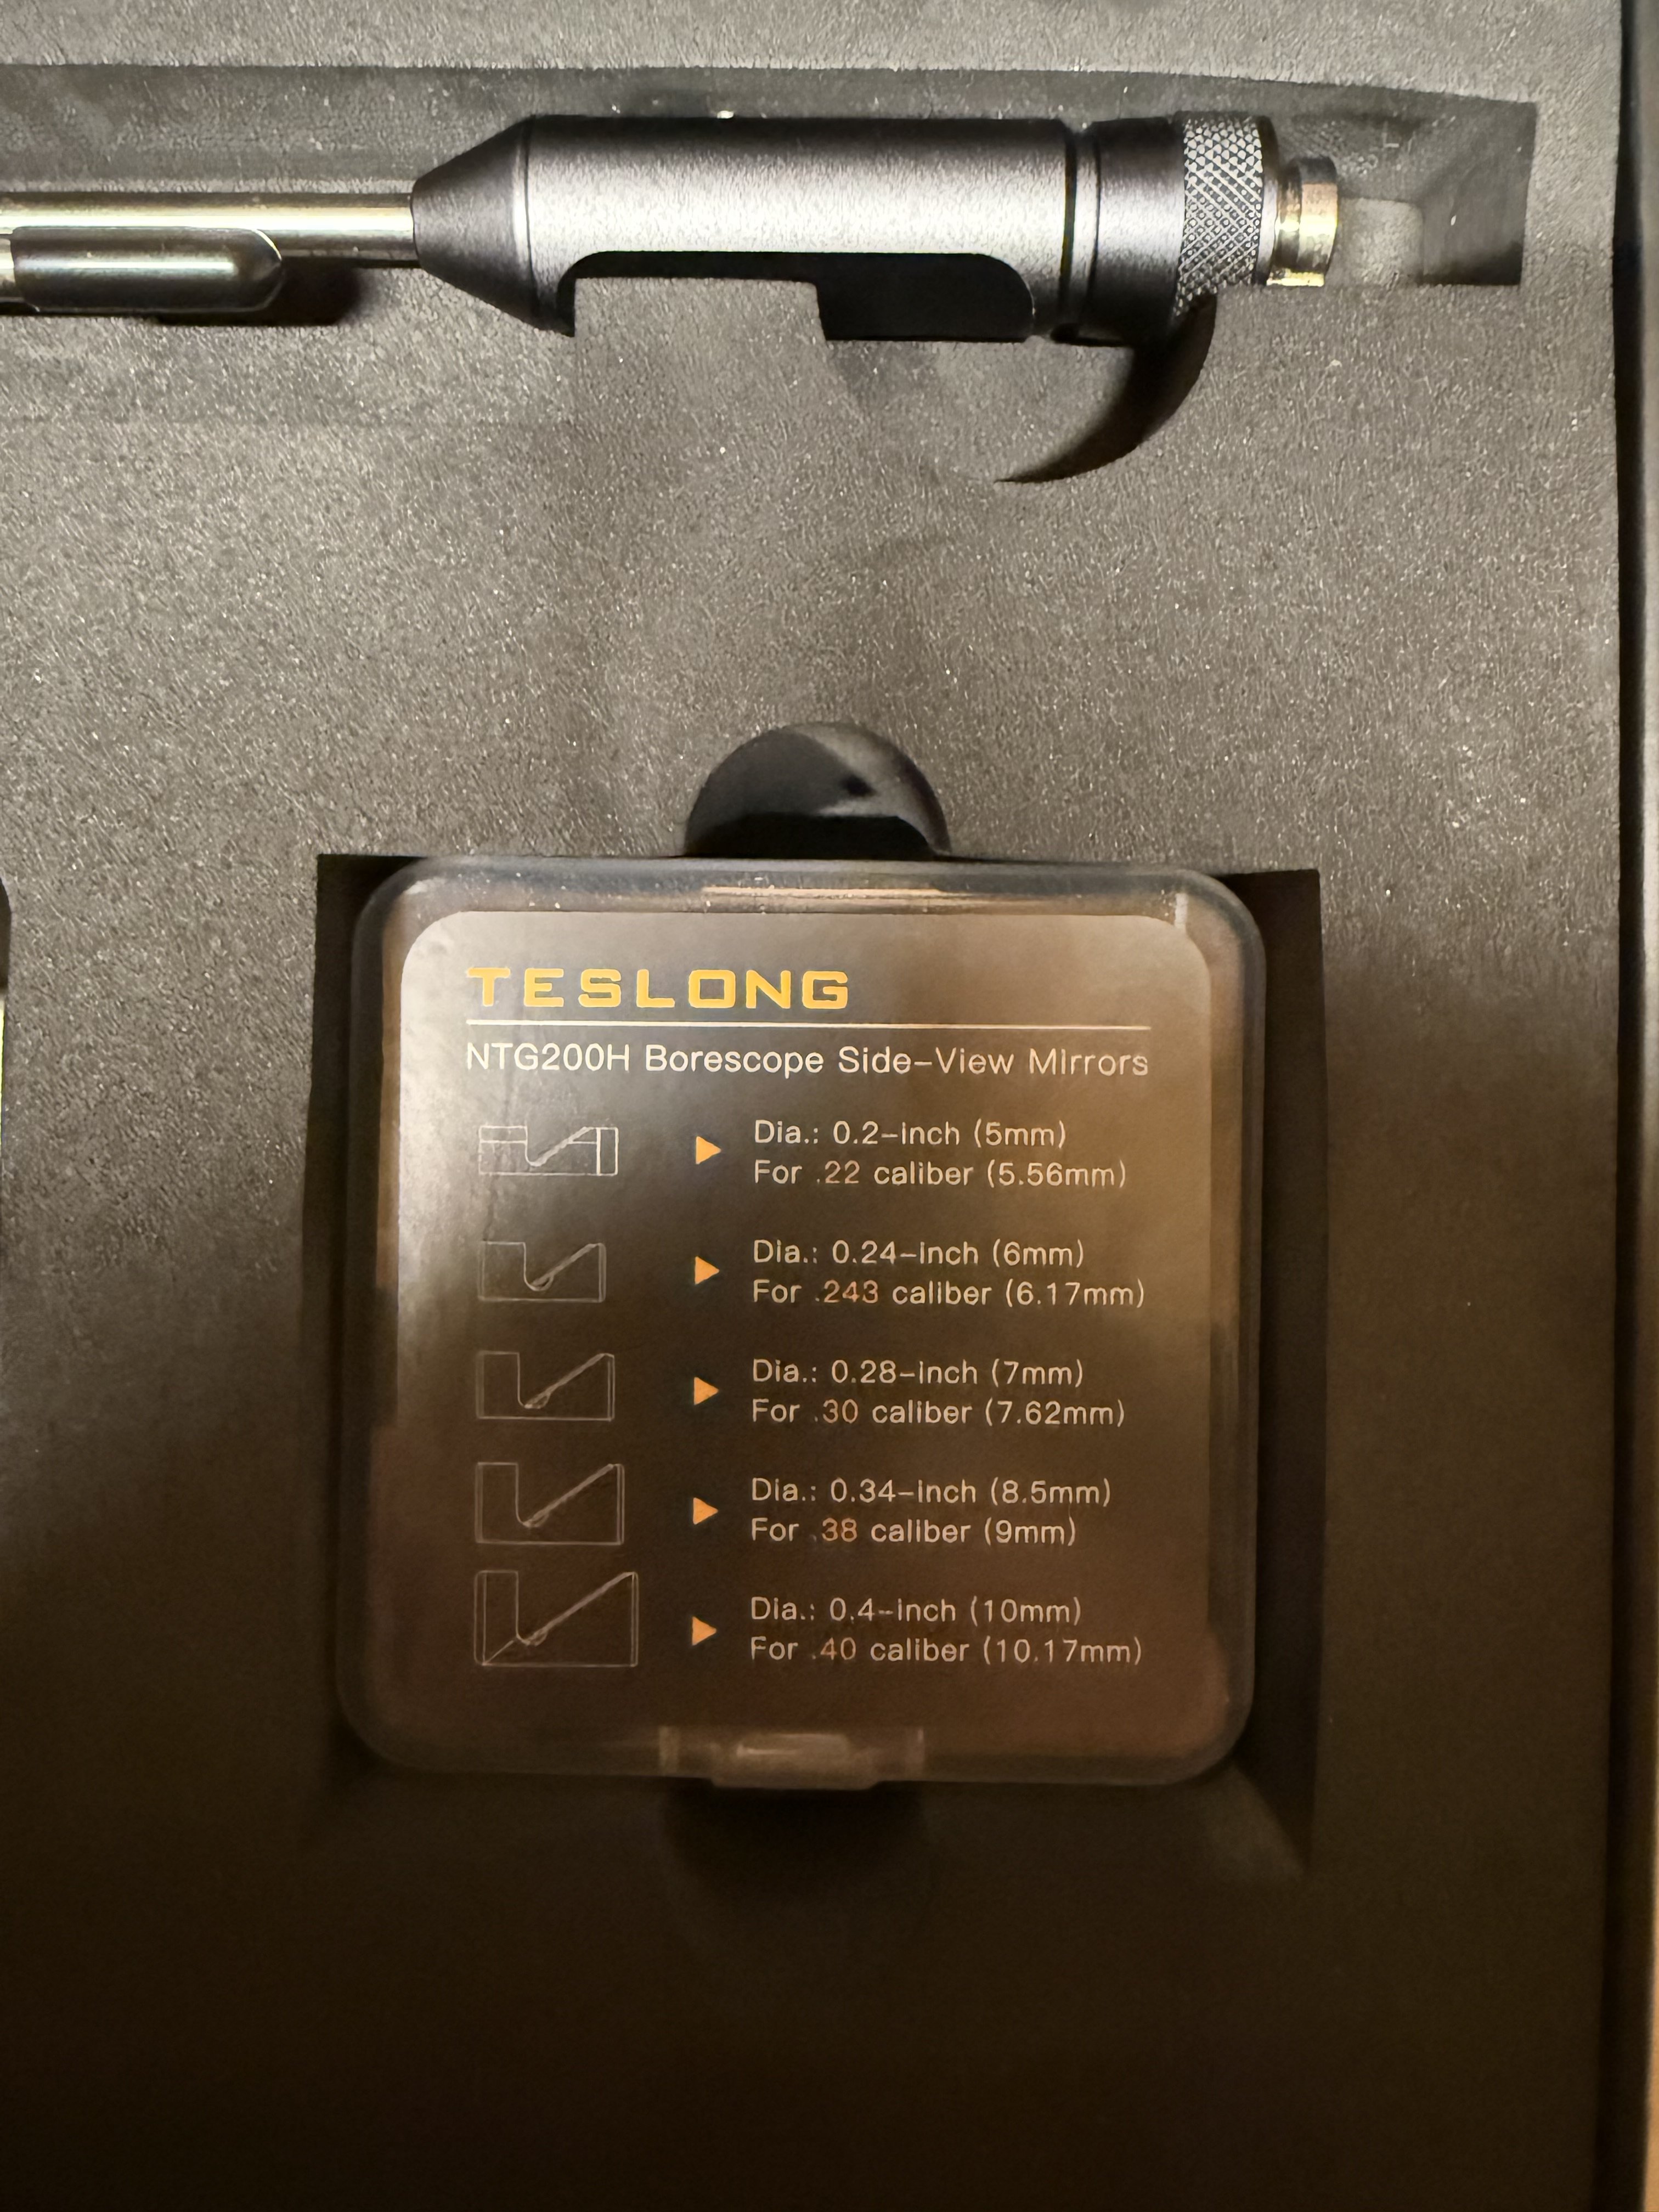 TESLONG
NTG200H Borescope Side-View Mirrors
Dia.: 0.2-inch (5mm)
For .22 caliber (5.56mm)
Dia.: 0.24-inch (6mm)
For .243 caliber (6.17mm)
Dia.: 0.28-inch (7mm)
For .30 caliber (7.62mm)
Dia.: 0.34-inch (8.5mm)
For .38 caliber (9mm)
Dia.: 0.4-inch (10mm)
For .40 caliber (10.17mm)